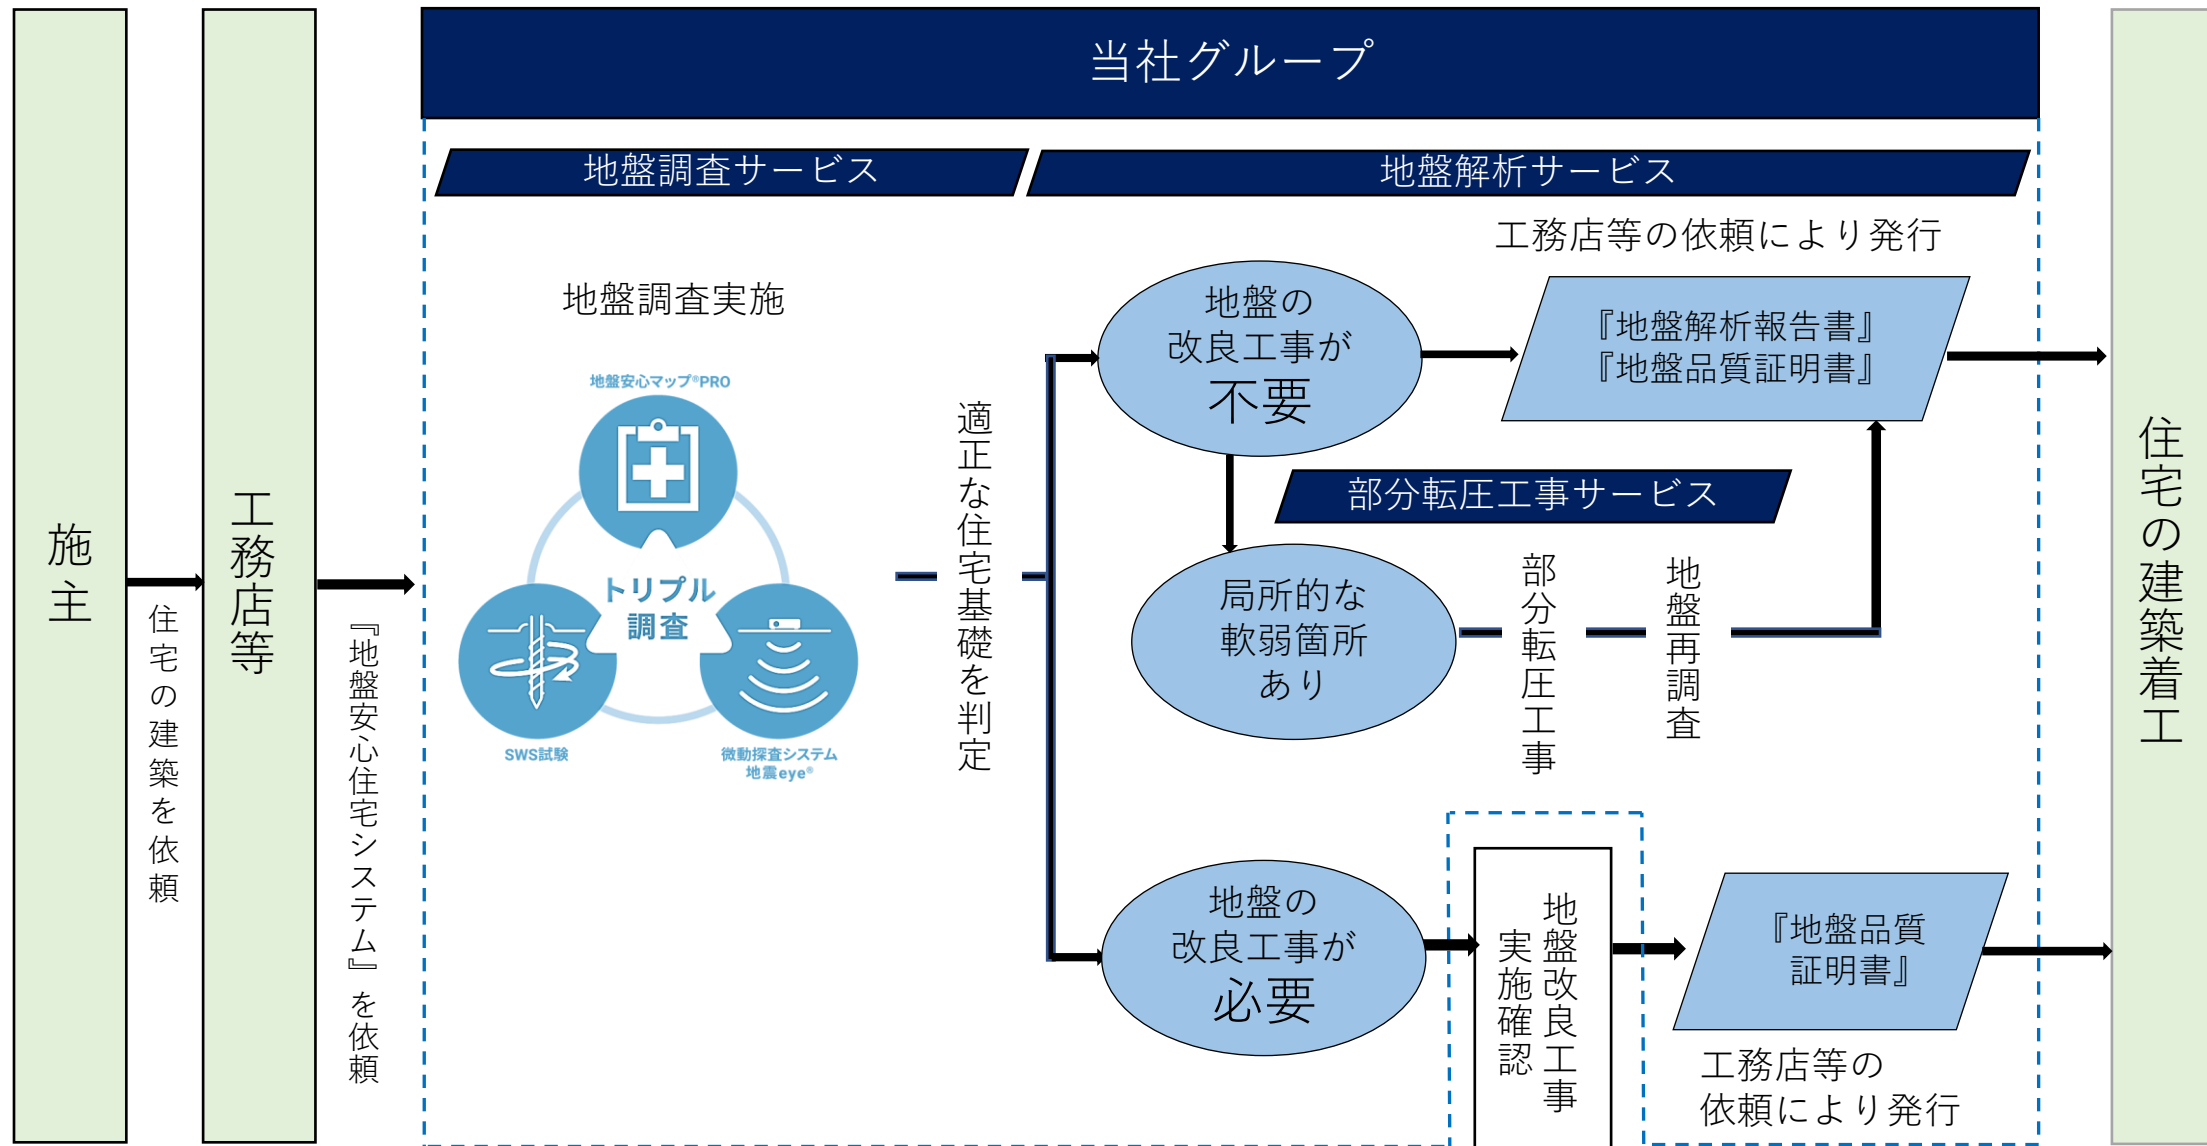 当社グループ
施主
住宅の建築を依頼
工務店等
『地盤安心住宅システム』を依頼
地盤調査サービス
地盤調査実施
地盤安心マップ®PRO
トリプル
調査
SWS試験
微動探査システム
地震eye®
適正な住宅基礎を判定
地盤解析サービス
工務店等の依頼により発行
地盤の
改良工事が
不要
『地盤解析報告書』
『地盤品質証明書』
部分転圧工事サービス
局所的な
軟弱箇所
あり
部分転圧工事
地盤再調査
地盤の
改良工事が
必要
地盤改良工事
実施確認
『地盤品質
証明書』
工務店等の
依頼により発行
住宅の建築着工